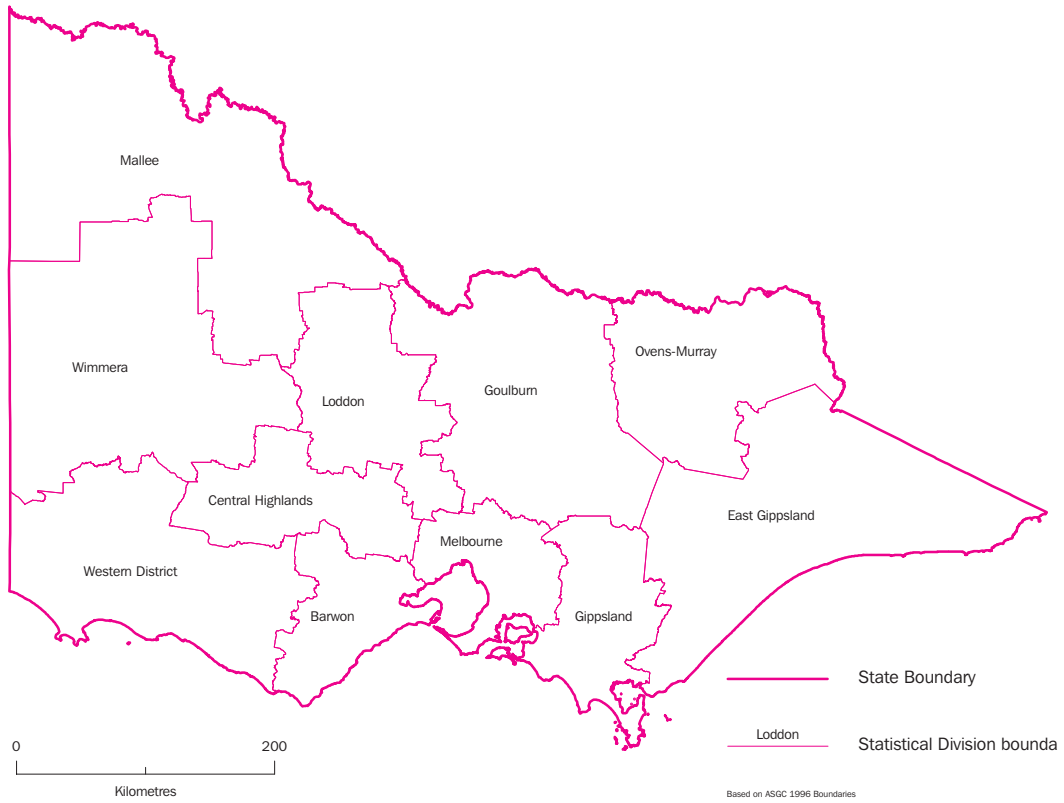 Mallee
Ovens-Murray
Wimmera
Goulburn
Loddon
Central Highlands
East Gippsland
Melbourne
Western District
Barwon
Gippsland
State Boundary
Loddon
Statistical Division bounda
0 200
Kilometres
Based on ASGC 1996 Boundaries